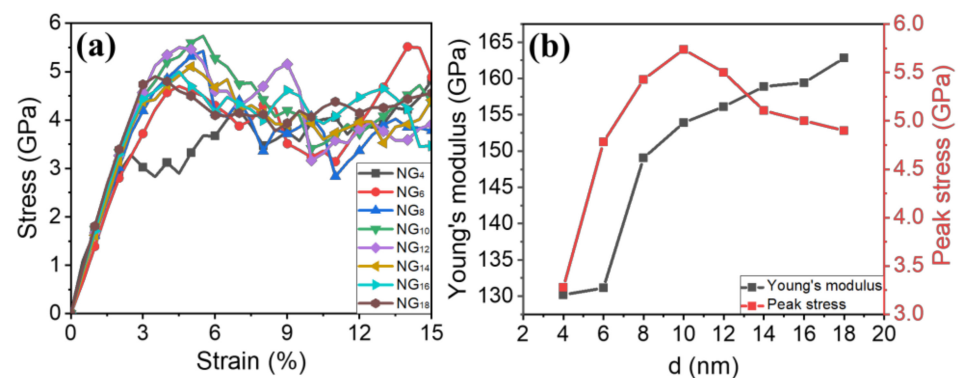 (a)
Stress (GPa)
6
5
4
3
2
1
0
0 3 6 9 12 15
Strain (%)
NG4
NG6
NG8
NG10
NG12
NG14
NG16
NG18
(b)
Young's modulus (GPa)
165
160
155
150
145
140
135
130
2 4 6 8 10 12 14 16 18 20
d (nm)
Peak stress (GPa)
6.0
5.5
5.0
4.5
4.0
3.5
3.0
Young's modulus
Peak stress